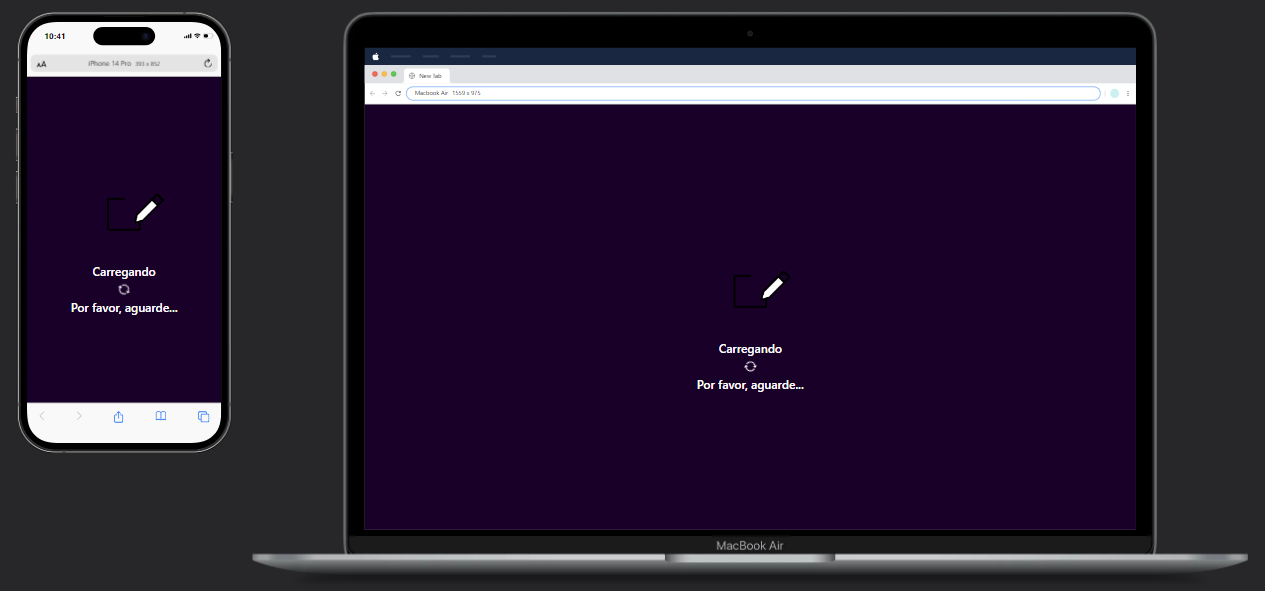 10:41
AA
iPhone 14 Pro 393 x 852
Carregando
Por favor, aguarde...
New Tab
Macbook Air 1559 x 975
Carregando
Por favor, aguarde...
MacBook Air